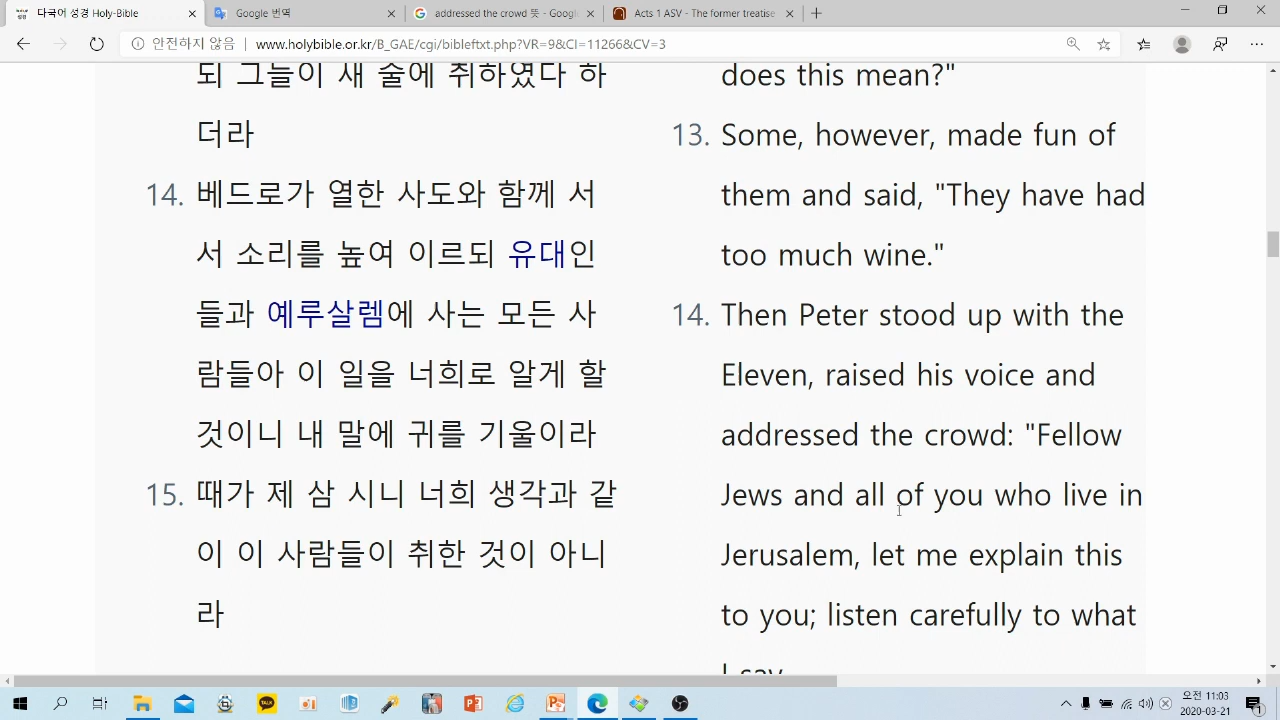 다국어 성경 Holy-Bible
Google 번역
addressed the crowd 뜻 - Googl
Acts 1 ASV - The former treatise
안전하지 않음
www.holybible.or.kr/B_GAE/cgi/bibleftxt.php?VR=9&CI=11266&CV=3
되 그들이 새 술에 취하였다 하
더라
14. 베드로가 열한 사도와 함께 서
서 소리를 높여 이르되 유대인
들과 예루살렘에 사는 모든 사
람들아 이 일을 너희로 알게 할
것이니 내 말에 귀를 기울이라
15. 때가 제 삼 시니 너희 생각과 같
이 이 사람들이 취한 것이 아니
라
does this mean?"
13. Some, however, made fun of
them and said, "They have had
too much wine."
14. Then Peter stood up with the
Eleven, raised his voice and
addressed the crowd: "Fellow
Jews and all of you who live in
Jerusalem, let me explain this
to you; listen carefully to what
I say.
TALK
오전 11:03
2020-03-21
1